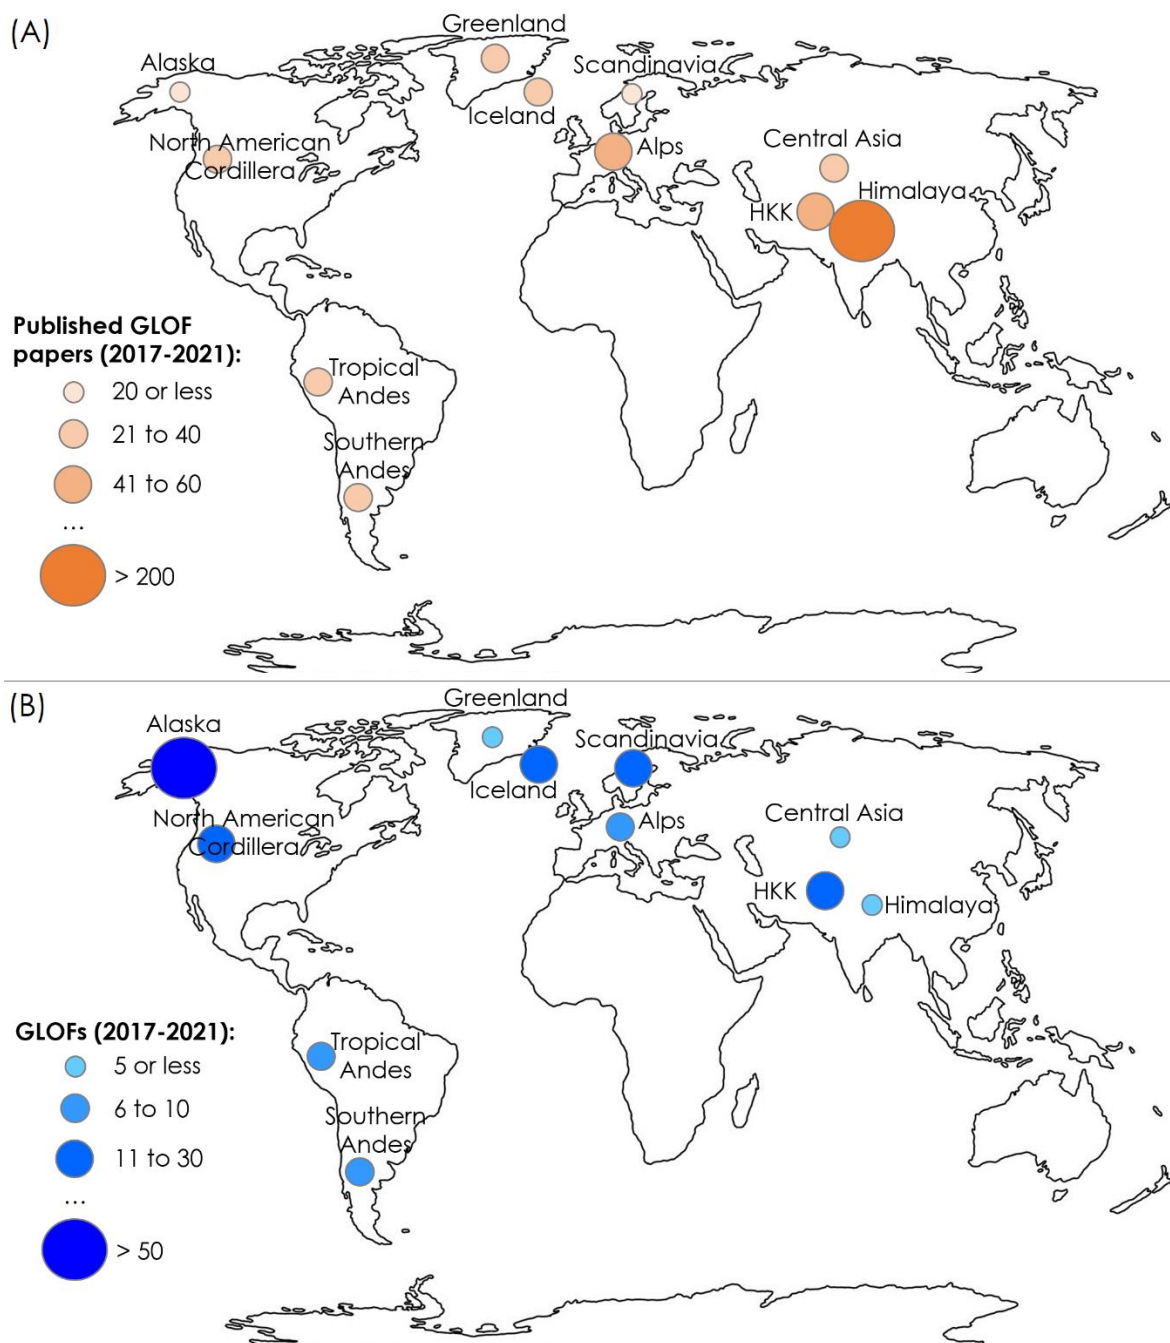 (A)
Greenland
Alaska
Scandinavia
Iceland
North American
Cordillera
Alps
Central Asia
Himalaya
HKK
Published GLOF
papers (2017-2021):
20 or less
21 to 40
41 to 60
...
> 200
Tropical
Andes
Southern
Andes
(B)
Greenland
Alaska
Scandinavia
Iceland
North American
Cordillera
Alps
Central Asia
HKK
Himalaya
GLOFs (2017-2021):
5 or less
6 to 10
11 to 30
...
> 50
Tropical
Andes
Southern
Andes